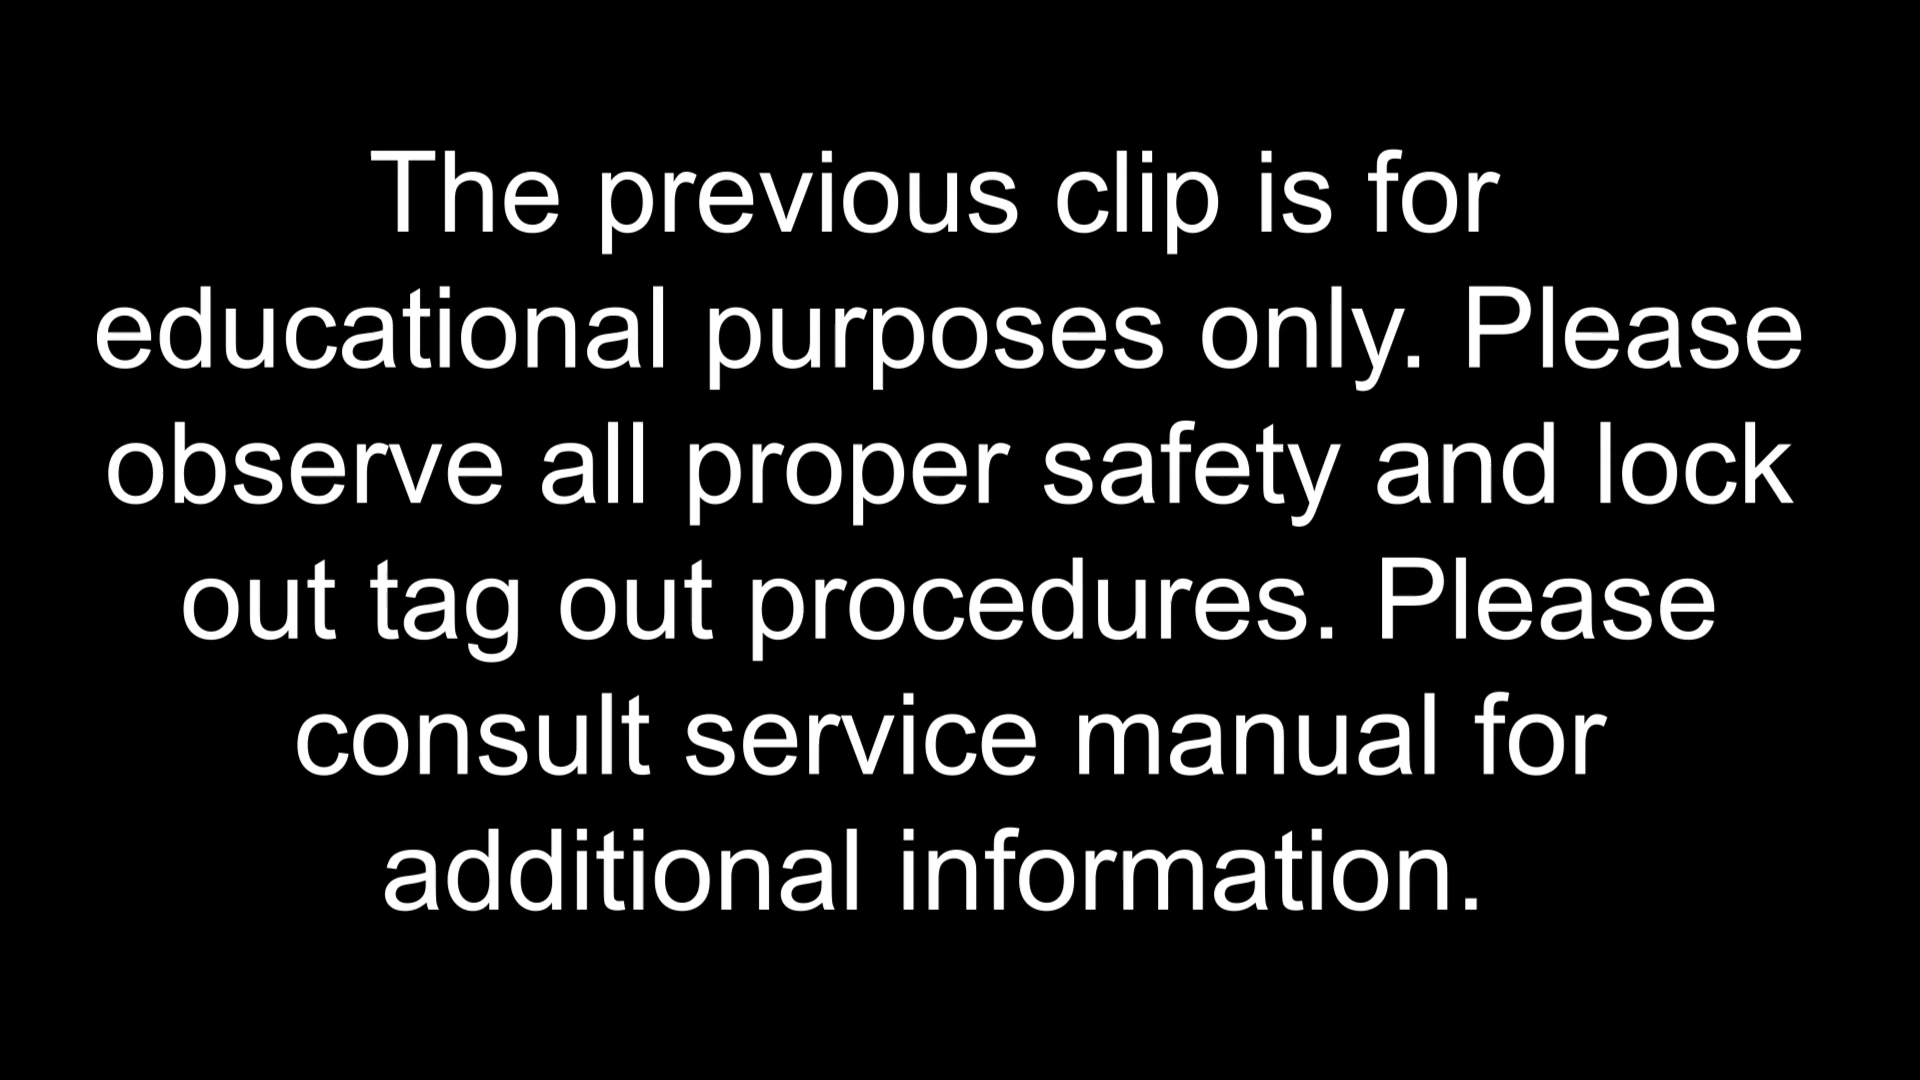 The previous clip is for
educational purposes only. Please
observe all proper safety and lock
out tag out procedures. Please
consult service manual for
additional information.